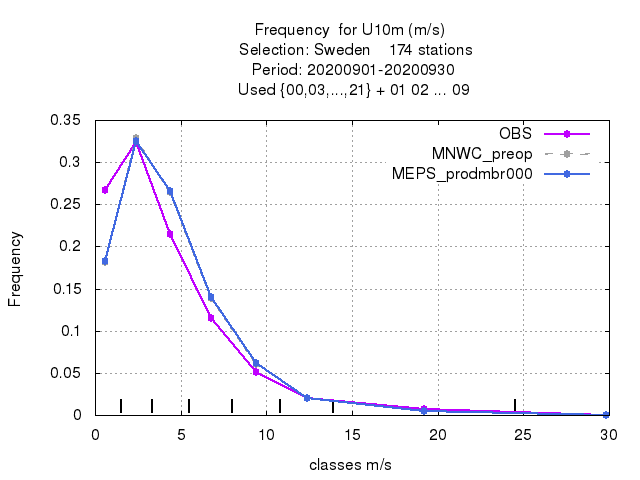 Frequency  for U10m (m/s)
Selection: Sweden    174 stations
Period: 20200901-20200930
Used {00,03,...,21} + 01 02 ... 09
OBS
MNWC_preop
MEPS_prodmbr000
Frequency
0.35
0.3
0.25
0.2
0.15
0.1
0.05
0
0 5 10 15 20 25 30
classes m/s